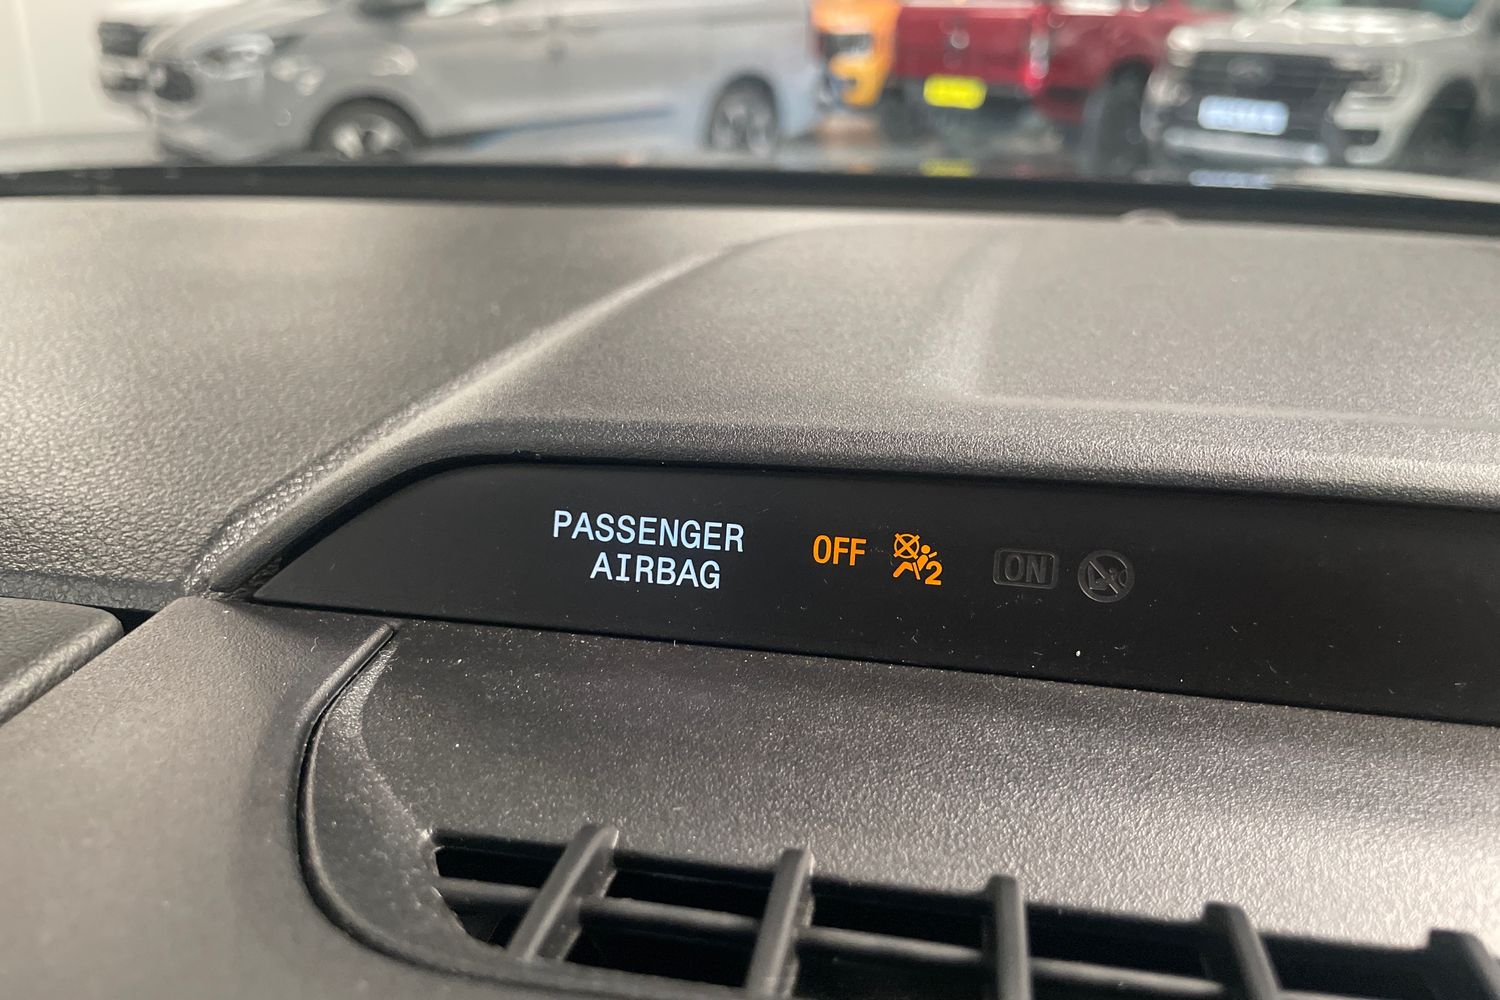 PASSENGER
AIRBAG
OFF 2
ON